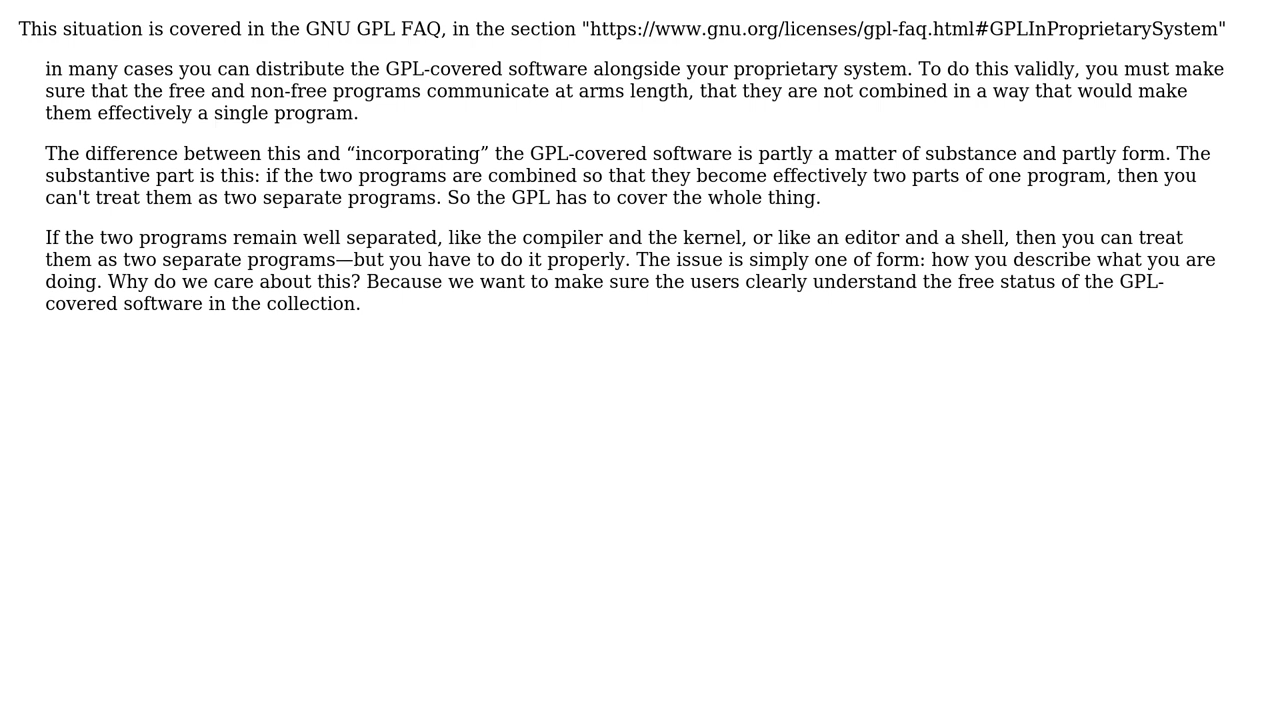 This situation is covered in the GNU GPL FAQ, in the section "https://www.gnu.org/licenses/gpl-faq.html#GPLInProprietarySystem"
in many cases you can distribute the GPL-covered software alongside your proprietary system. To do this validly, you must make
sure that the free and non-free programs communicate at arms length, that they are not combined in a way that would make
them effectively a single program.
The difference between this and “incorporating” the GPL-covered software is partly a matter of substance and partly form. The
substantive part is this: if the two programs are combined so that they become effectively two parts of one program, then you
can't treat them as two separate programs. So the GPL has to cover the whole thing.
If the two programs remain well separated, like the compiler and the kernel, or like an editor and a shell, then you can treat
them as two separate programs—but you have to do it properly. The issue is simply one of form: how you describe what you are
doing. Why do we care about this? Because we want to make sure the users clearly understand the free status of the GPL-
covered software in the collection.